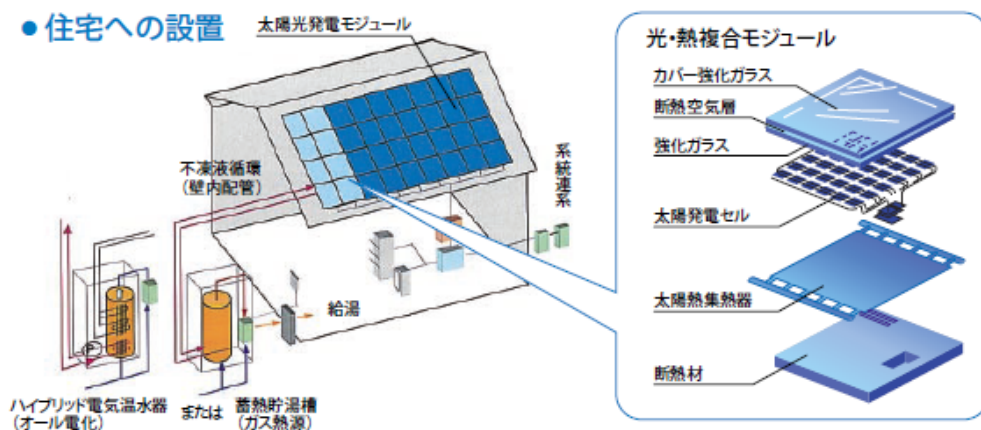 ●住宅への設置
太陽光発電モジュール
不凍液循環
（壁内配管）
系統連系
給湯
P
ハイブリッド電気温水器
（オール電化）
または
蓄熱貯湯槽
（ガス熱源）
光・熱複合モジュール
カバー強化ガラス
断熱空気層
強化ガラス
太陽発電セル
太陽熱集熱器
断熱材